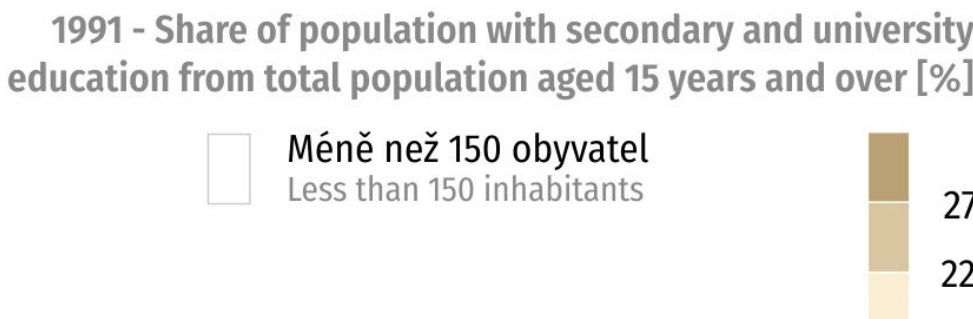 1991 - Share of population with secondary and university
education from total population aged 15 years and over [%]
Méně než 150 obyvatel
Less than 150 inhabitants
27
22